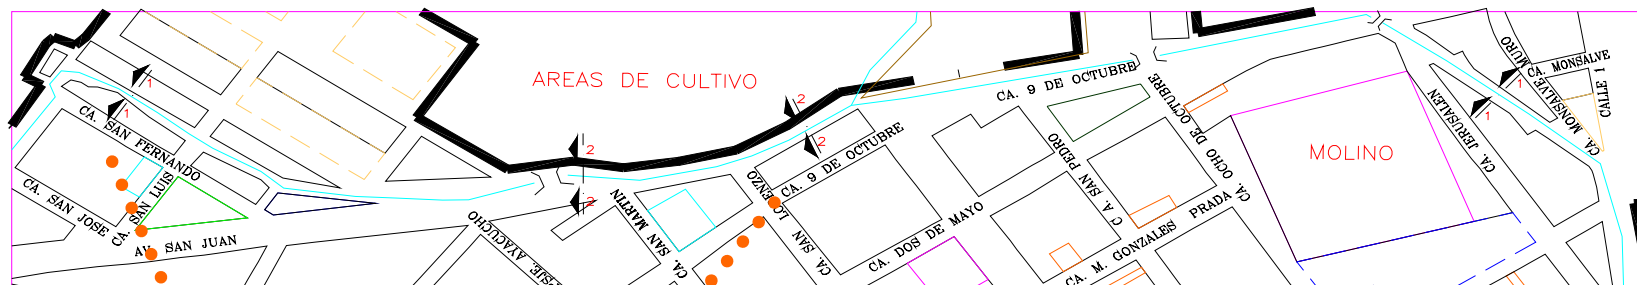 AREAS DE CULTIVO
MOLINO
CA. 9 DE OCTUBRE
CA. MONSALVE
MURO
CALLE 1
MONSALVE
CA.
CA. JERUSALEN
CA. OCHO DE OCTUBRE
CA. SAN PEDRO
CA. 9 DE OCTUBRE
CA. SAN FERNANDO
CA. SAN JOSE
CA. SAN LUIS
AV. SAN JUAN
PSJE. AYACUCHO
CA. SAN MARTIN
CA. SAN LORENZO
CA. DOS DE MAYO
CA. M. GONZALES PRADA
1
1
2
2
2
2
1
1